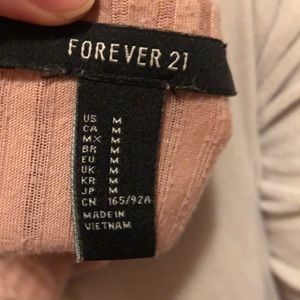 FOREVER 21
US M
CA M
MX M
BR M
EU M
UK M
KR M
JP M
CN 165/92A
MADE IN
VIETNAM